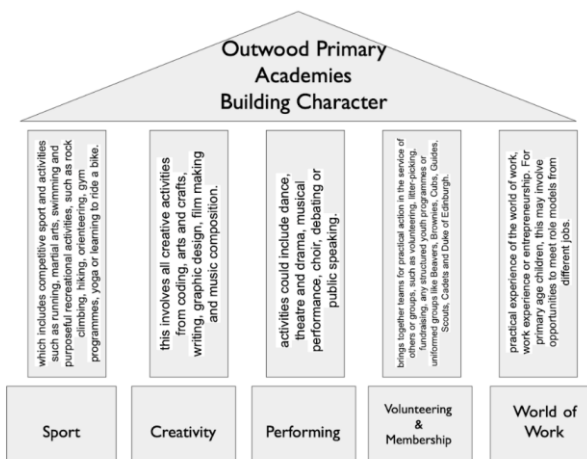 Outwood Primary
Academies
Building Character
which includes competitive sport and activities
such as running, martial arts, swimming and
purposeful recreational activities, such as rock
climbing, hiking, orienteering, gym
programmes, yoga or learning to ride a bike.
this involves all creative activities
from coding, arts and crafts,
writing, graphic design, film making
and music composition.
activities could include dance,
theatre and drama, musical
performance, choir, debating or
public speaking.
brings together teams for practical action in the service of
others or groups, such as volunteering, litter-picking,
fundraising, any structured youth programmes or
uniformed groups like Beavers, Brownies, Cubs, Guides,
Scouts, Cadets and Duke of Edinburgh.
practical experience of the world of work,
work experience or entrepreneurship. For
primary age children, this may involve
opportunities to meet role models from
different jobs.
Sport
Creativity
Performing
Volunteering
&
Membership
World of
Work